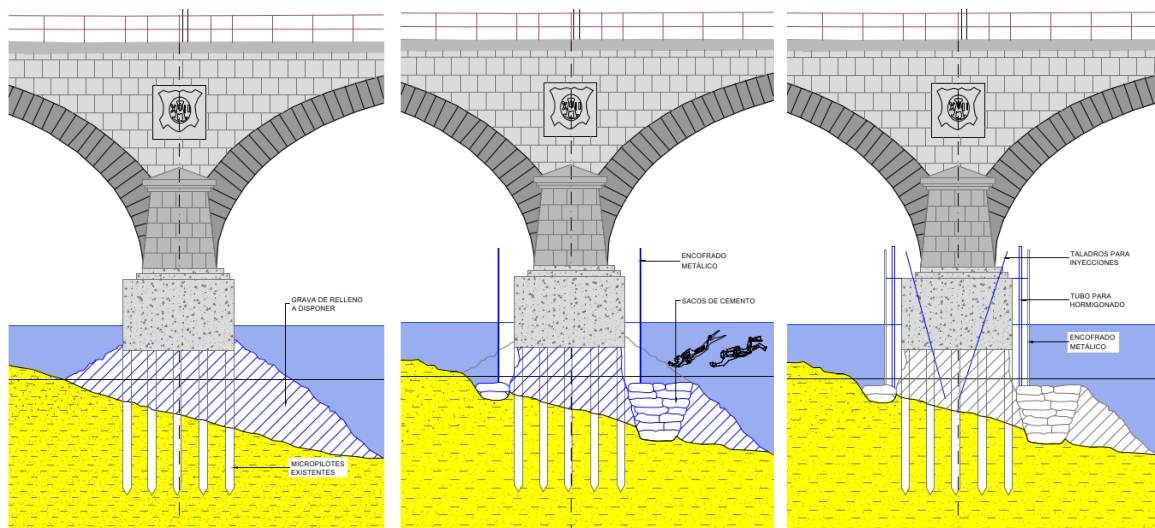 GRAVA DE RELLENO
A DISPONER
MICROPILOTES
EXISTENTES
ENCOFRADO
METÁLICO
SACOS DE CEMENTO
TALADROS PARA
INYECCIONES
TUBO PARA
HORMIGONADO
ENCOFRADO
METÁLICO